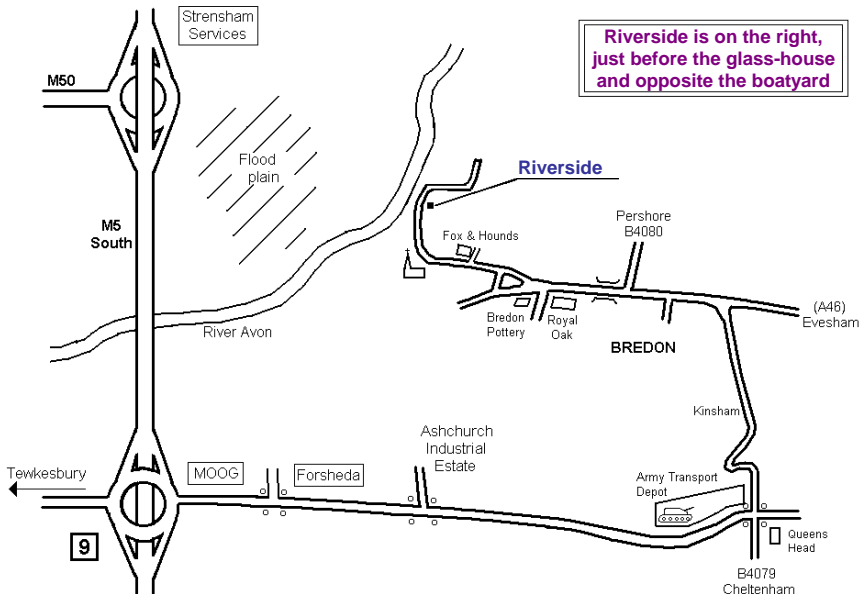 Strensham
Services
Riverside is on the right,
just before the glass-house
and opposite the boatyard
M50
Flood
plain
Riverside
M5
South
Pershore
B4080
Fox & Hounds
River Avon
Bredon
Pottery
Royal
Oak
BREDON
(A46)
Evesham
Kinsham
Ashchurch
Industrial
Estate
Tewkesbury
MOOG
Forsheda
Army Transport
Depot
9
Queens
Head
B4079
Cheltenham